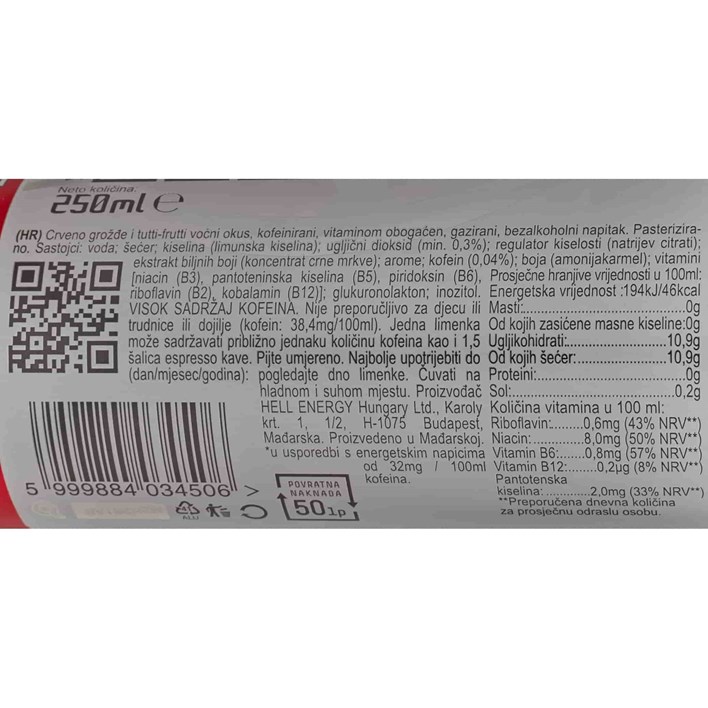 Neto količina:
250ml e
(HR) Crveno grožđe i tutti-frutti voćni okus, kofeinirani, vitaminom obogaćen, gazirani, bezalkoholni napitak. Pasterizira-
no. Sastojci: voda; šećer; kiselina (limunska kiselina); ugljični dioksid (min. 0,3%); regulator kiselosti (natrijev citrati);
ekstrakt biljnih boji (koncentrat crne mrkve); arome; kofein (0,04%); boja (amonijakarmel); vitamini
[niacin (B3), pantoteninska kiselina (B5), piridoksin (B6),
riboflavin (B2), kobalamin (B12)]; glukuronolakton; inozitol.
VISOK SADRŽAJ KOFEINA. Nije preporučljivo za djecu ili
trudnice ili dojilje (kofein: 38,4mg/100ml). Jedna limenka
može sadržavati približno jednaku količinu kofeina kao i 1,5
šalica espresso kave. Pijte umjereno. Najbolje upotrijebiti do
(dan/mjesec/godina): pogledajte dno limenke. Čuvati na
hladnom i suhom mjestu. Proizvođač
HELL ENERGY Hungary Ltd., Karoly
krt. 1, 1/2, H-1075 Budapest,
Mađarska. Proizvedeno u Mađarskoj.
*u usporedbi s energetskim napicima
od 32mg / 100ml
kofeina.
Prosječne hranjive vrijednosti u 100ml:
Energetska vrijednost :194kJ/46kcal
Masti:..................0g
Od kojih zasićene masne kiseline:0g
Ugljikohidrati:..................10,9g
Od kojih šećer:..................10,9g
Proteini:..................0g
Sol:..................0,2g
Količina vitamina u 100 ml:
Riboflavin:........0,6mg (43% NRV**)
Niacin:..........8,0mg (50% NRV**)
Vitamin B6:......0,8mg (57% NRV**)
Vitamin B12:......0,2µg (8% NRV**)
Pantotenska
kiselina: ..........2,0mg (33% NRV**)
**Preporučena dnevna količina
za prosječnu odraslu osobu.
5 999884 034506 >
ALU
POVRATNA
NAKNADA
50lp